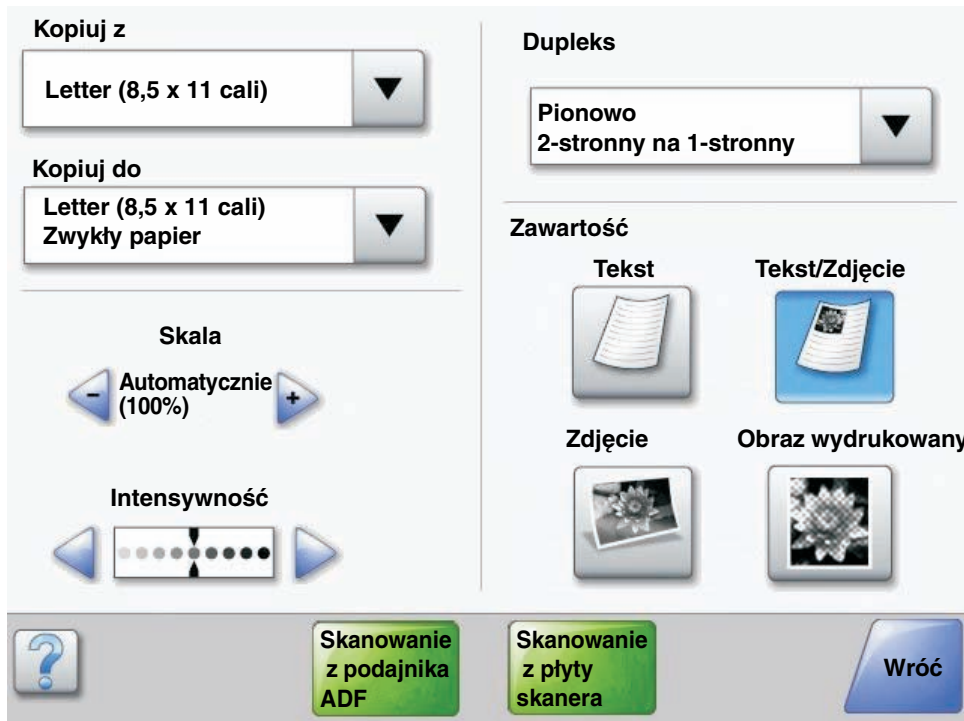 Kopiuj z
Letter (8,5 x 11 cali)
Kopiuj do
Letter (8,5 x 11 cali)
Zwykły papier
Skala
-
Automatycznie
(100%)
+
Intensywność
Dupleks
Pionowo
2-stronny na 1-stronny
Zawartość
Tekst
Tekst/Zdjęcie
Zdjęcie
Obraz wydrukowany
?
Skanowanie
z podajnika
ADF
Skanowanie
z płyty
skanera
Wróć